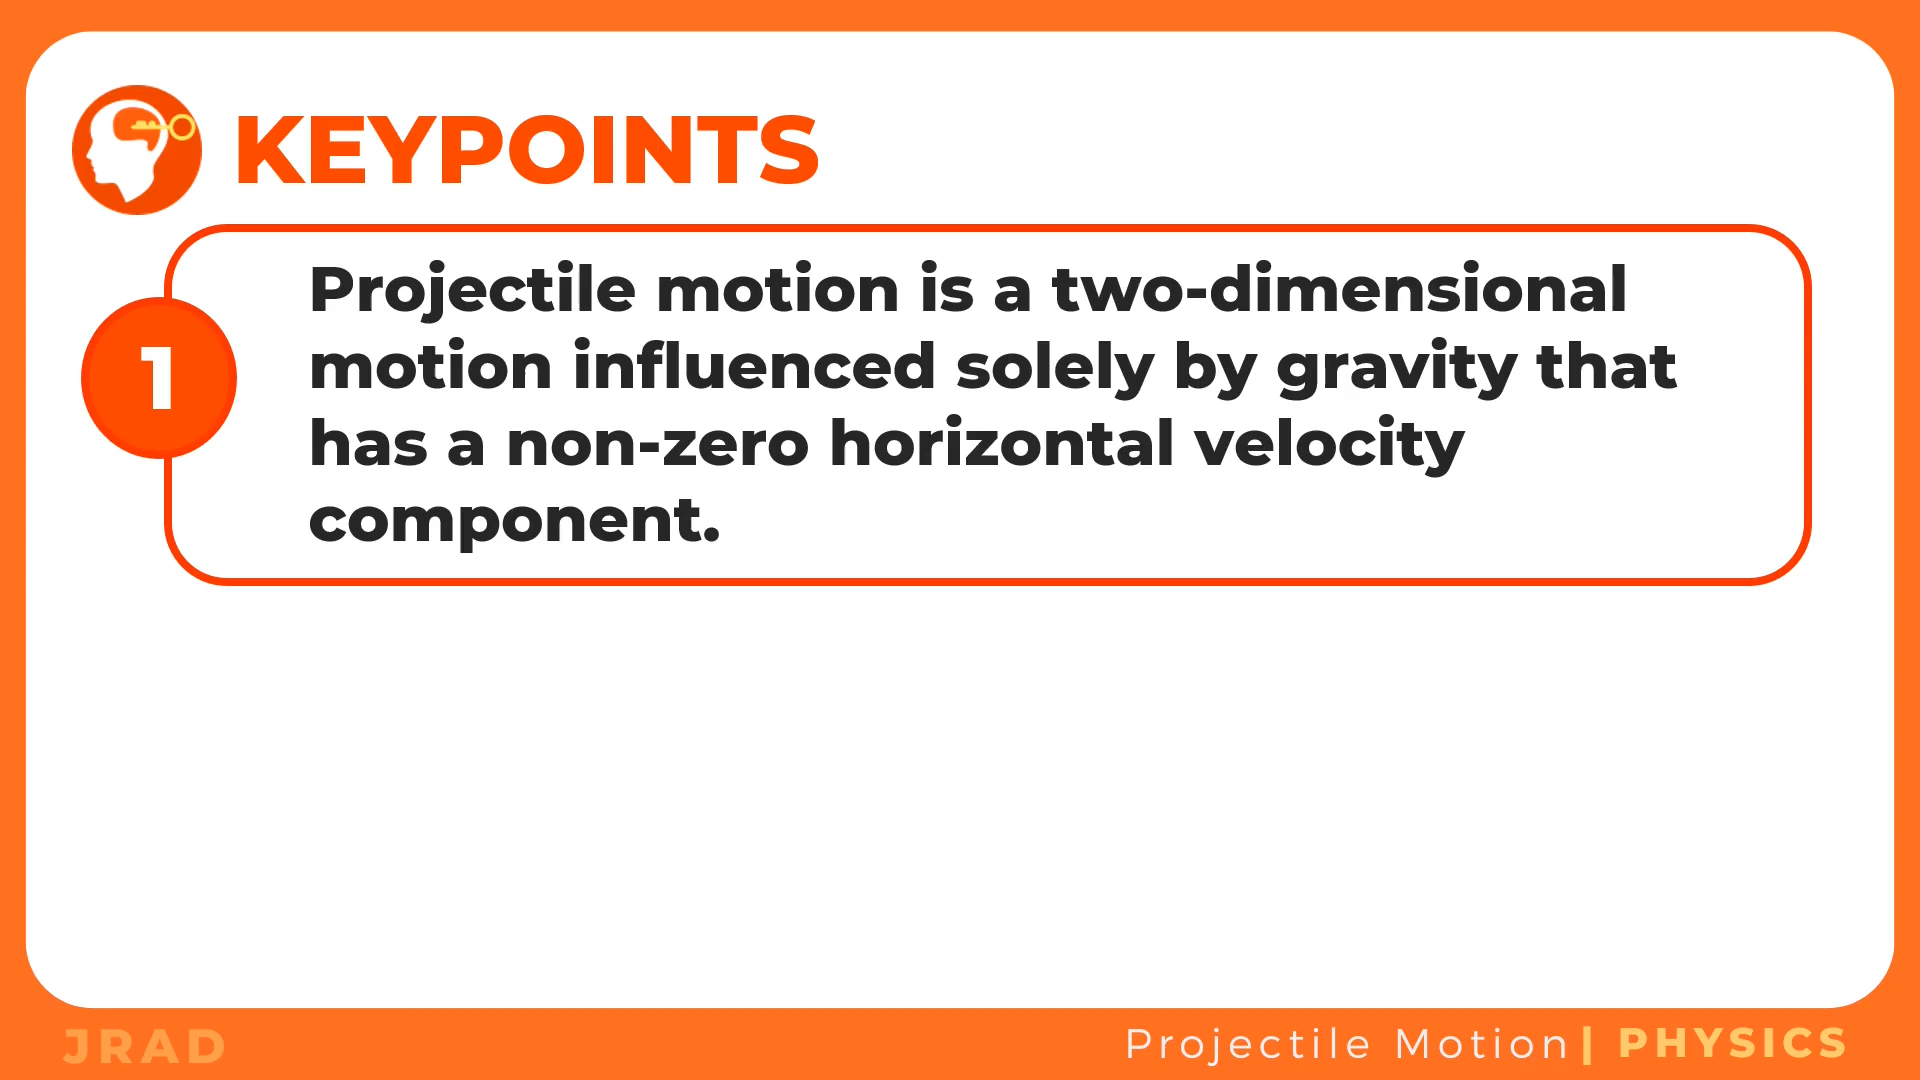 KEYPOINTS
1
Projectile motion is a two-dimensional
motion influenced solely by gravity that
has a non-zero horizontal velocity
component.
JRAD
Projectile Motion| PHYSICS